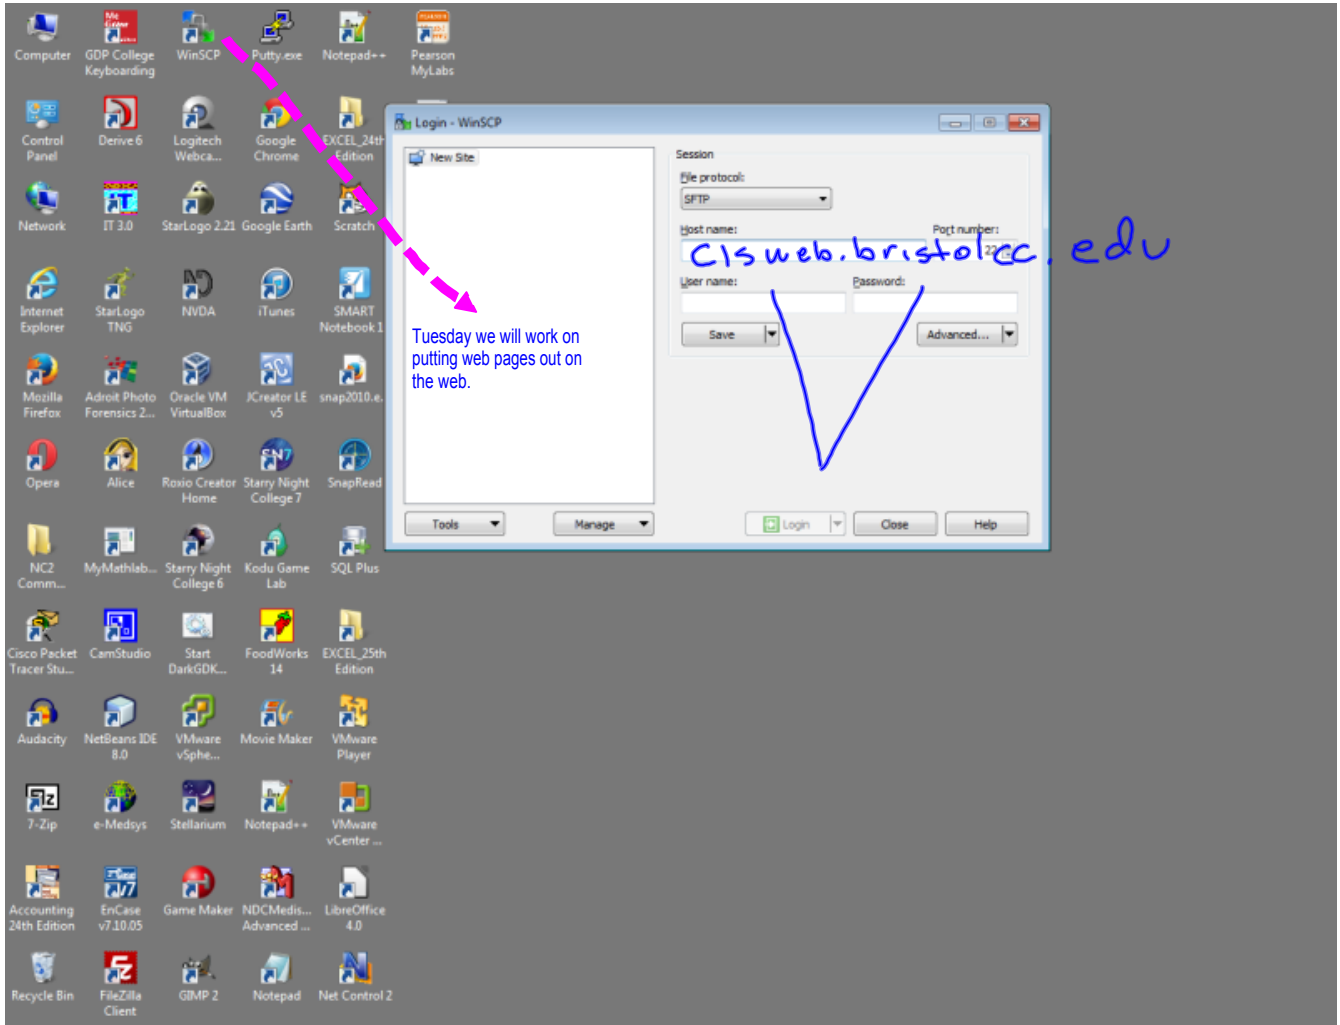 Computer
GDP College
Keyboarding
WinSCP
Putty.exe
Notepad++
Pearson
MyLabs
Control
Panel
Derive 6
Logitech
Webca...
Google
Chrome
EXCEL_24th
Edition
Network
IT 3.0
StarLogo 2.21
Google Earth
Scratch
Internet
Explorer
StarLogo
TNG
NVDA
iTunes
SMART
Notebook 1
Mozilla
Firefox
Adroit Photo
Forensics 2...
Oracle VM
VirtualBox
JCreator LE
v5
snap2010.e.
Opera
Alice
Roxio Creator
Home
Starry Night
College 7
SnapRead
NC2
Comm...
MyMathlab...
Starry Night
College 6
Kodu Game
Lab
SQL Plus
Cisco Packet
Tracer Stu...
CamStudio
Start
DarkGDK...
FoodWorks
14
EXCEL_25th
Edition
Audacity
NetBeans IDE
8.0
VMware
vSphe...
Movie Maker
VMware
Player
7-Zip
e-Medsys
Stellarium
Notepad++
VMware
vCenter ...
Accounting
24th Edition
EnCase
v7.10.05
Game Maker
NDCMedis...
Advanced ...
LibreOffice
4.0
Recycle Bin
FileZilla
Client
GIMP 2
Notepad
Net Control 2
Login - WinSCP
New Site
Tuesday we will work on
putting web pages out on
the web.
Session
File protocol:
SFTP
Host name:
Port number:
cisweb.bristolcc.edu
22
User name:
Password:
Save
Advanced...
Tools
Manage
Login
Close
Help